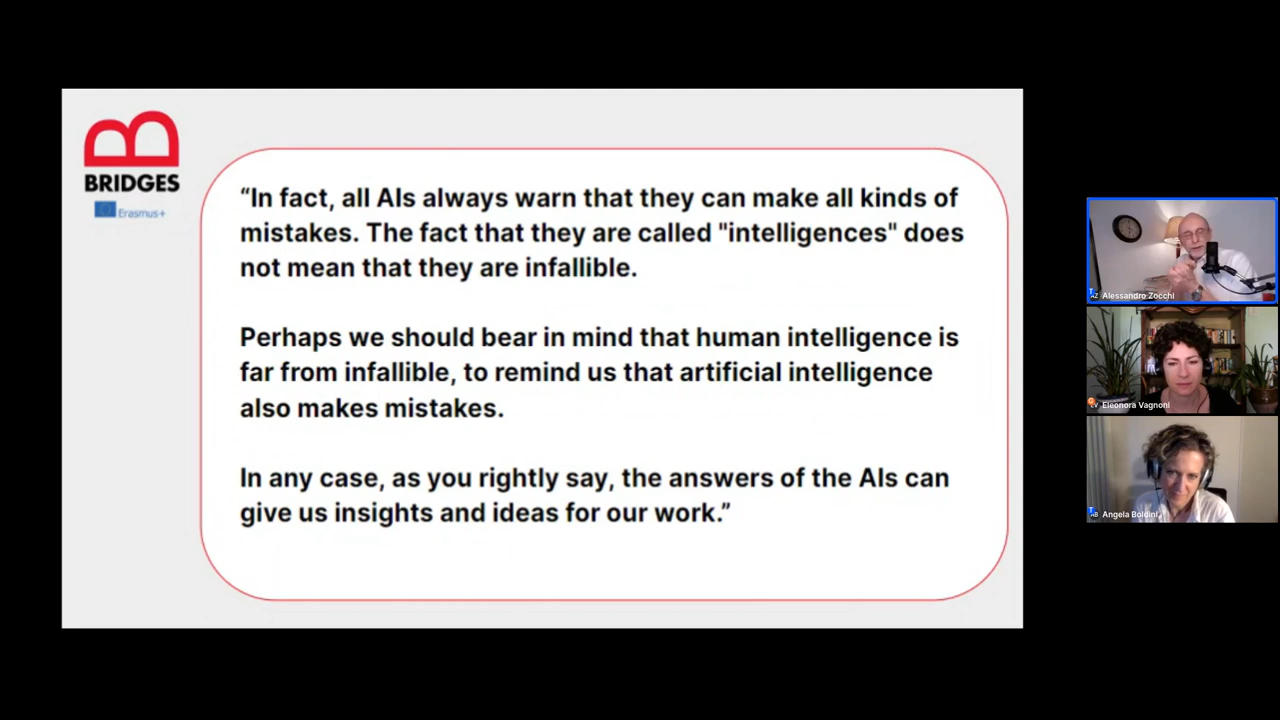 BRIDGES
Erasmus+
“In fact, all AIs always warn that they can make all kinds of
mistakes. The fact that they are called "intelligences" does
not mean that they are infallible.
Perhaps we should bear in mind that human intelligence is
far from infallible, to remind us that artificial intelligence
also makes mistakes.
In any case, as you rightly say, the answers of the AIs can
give us insights and ideas for our work.”
Alessandro Zocchi
Eleonora Vagnoni
Angela Boldini